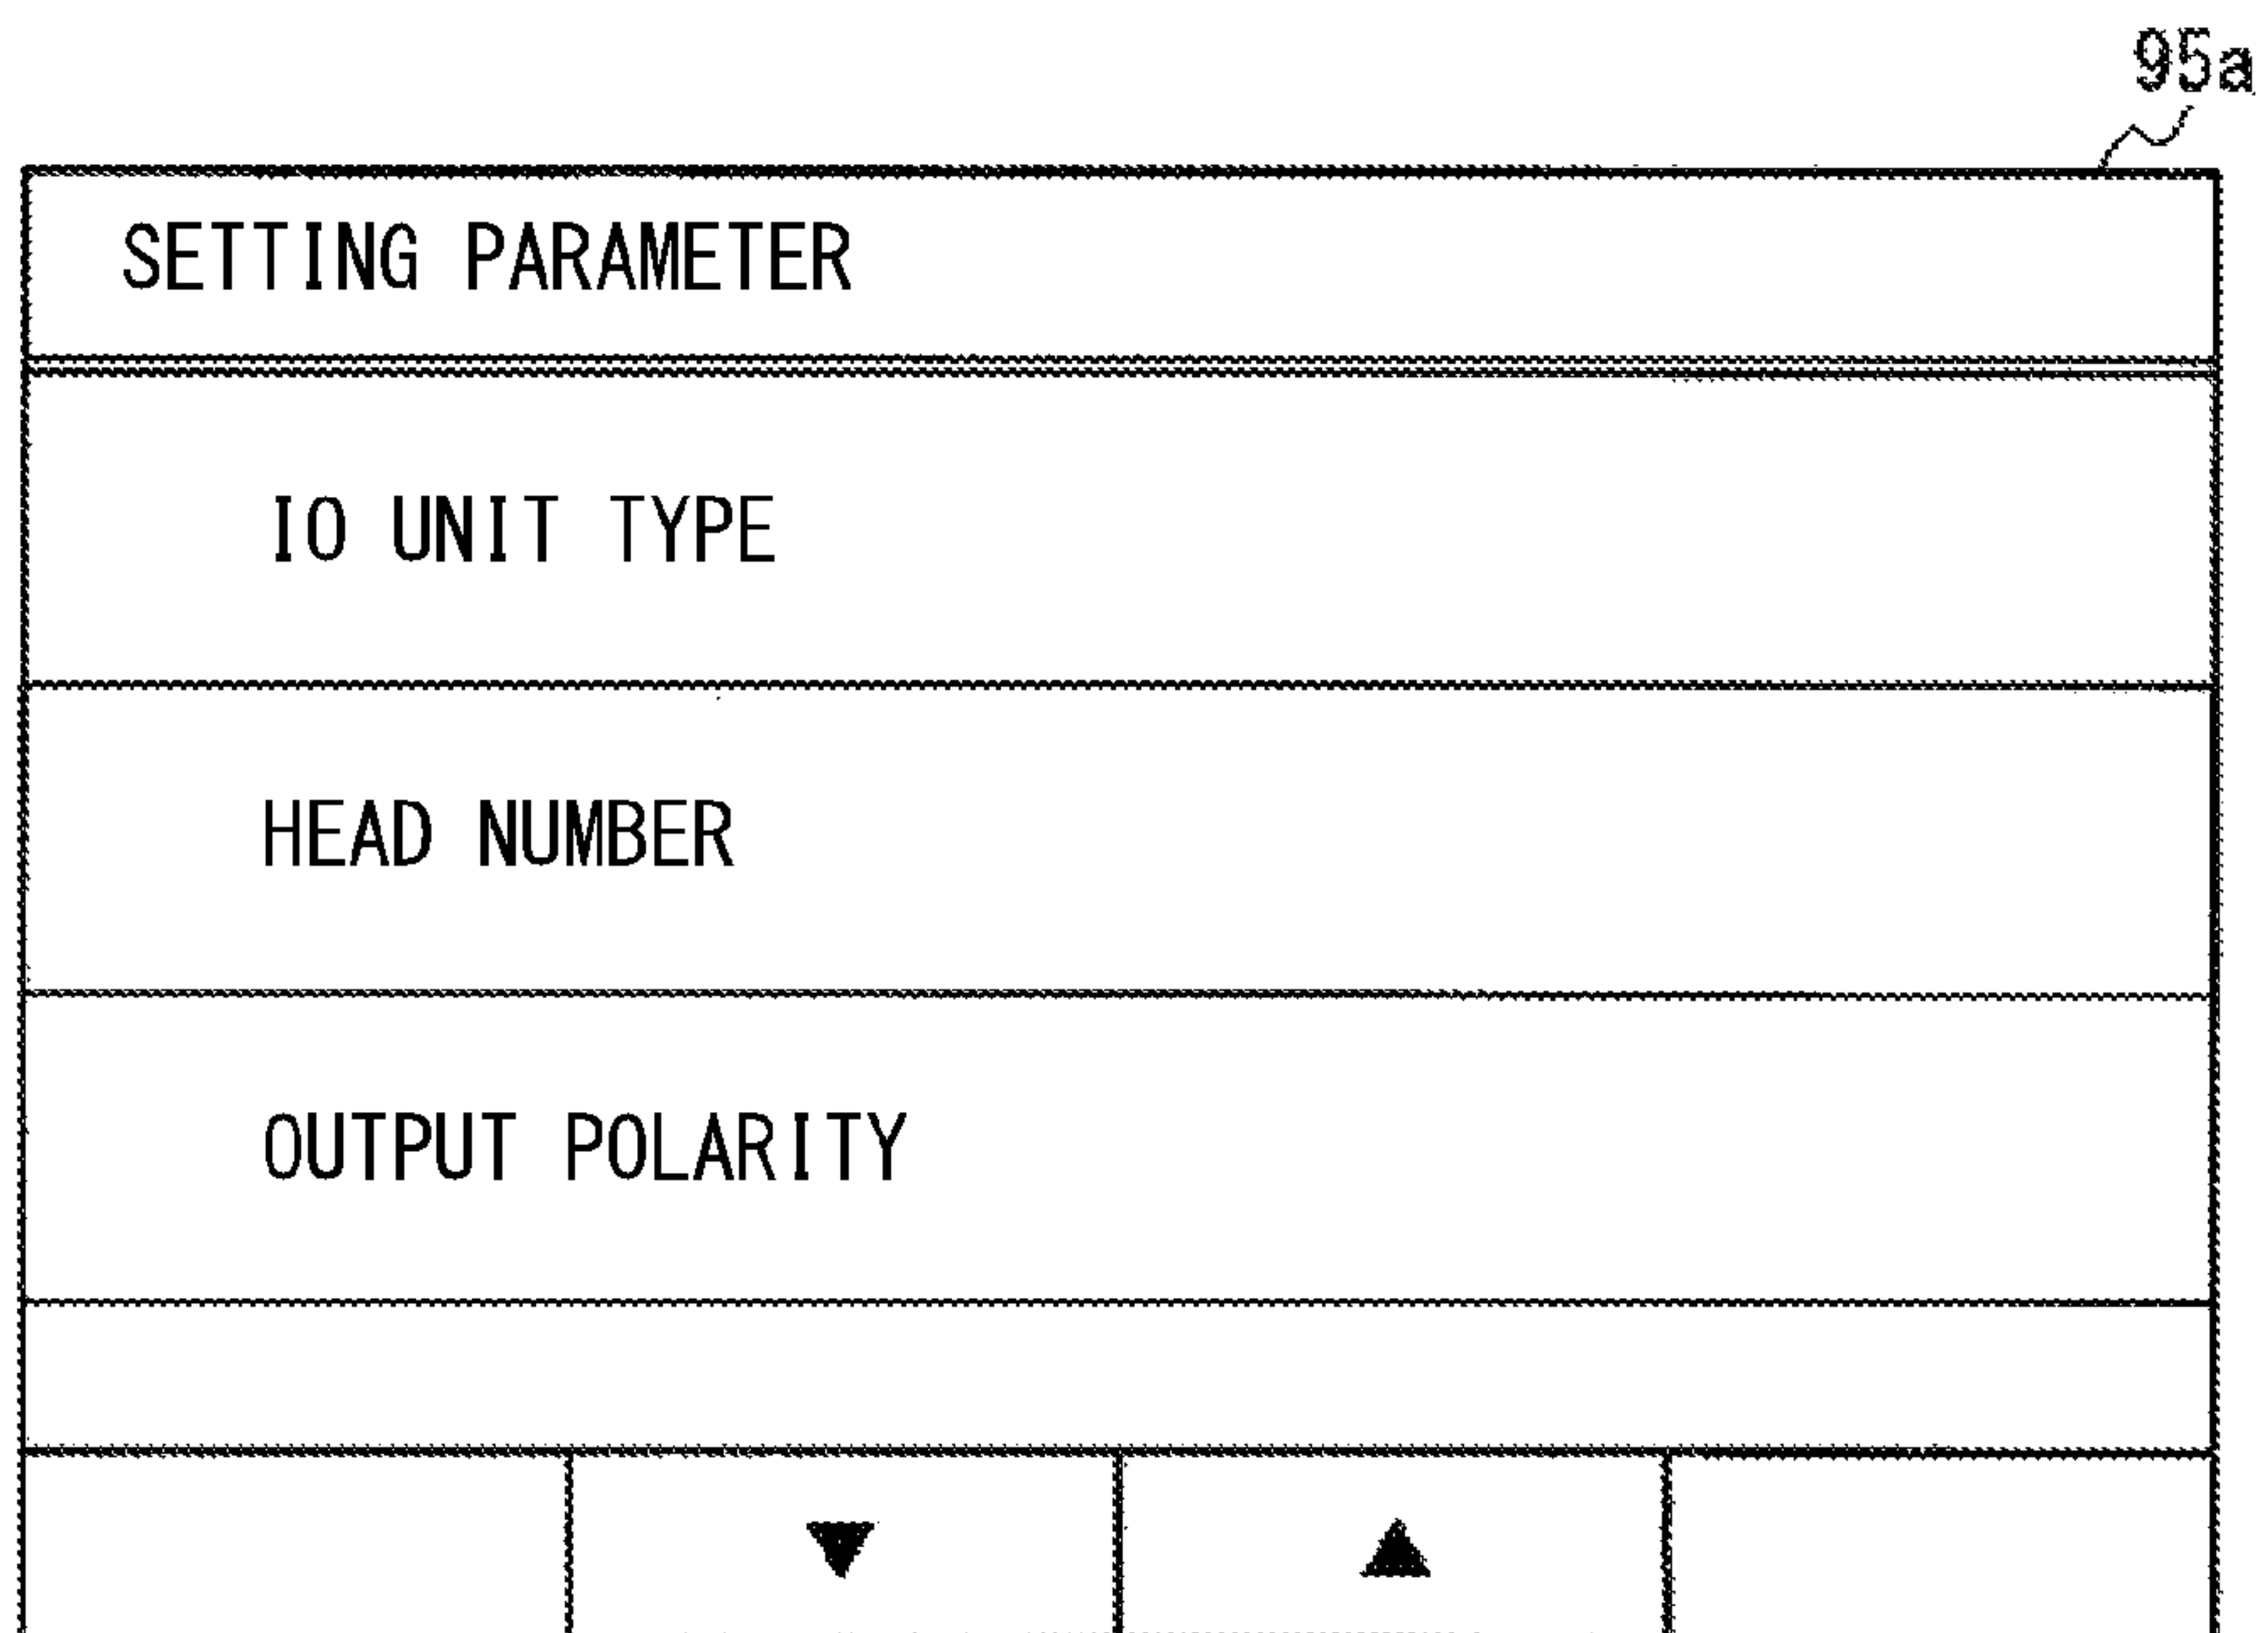 95a
SETTING PARAMETER
IO UNIT TYPE
HEAD NUMBER
OUTPUT POLARITY
▼ ▲